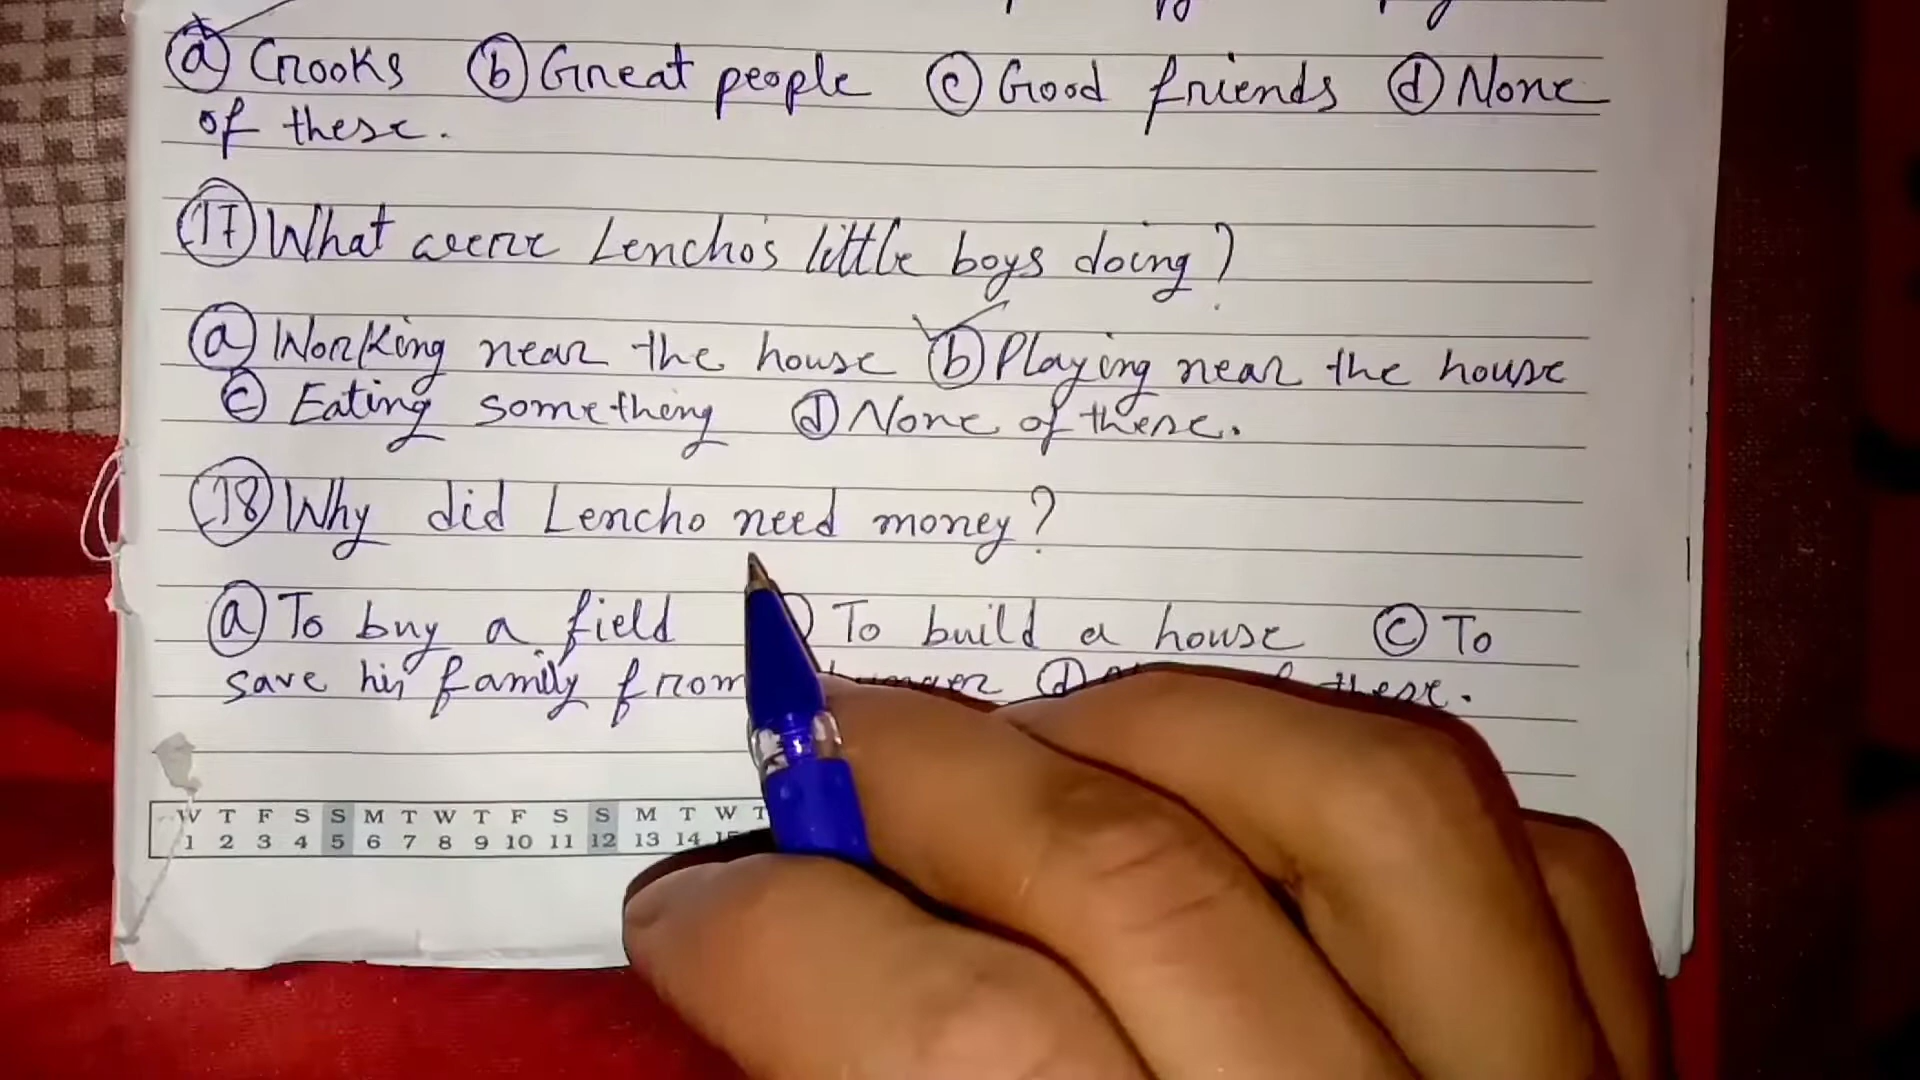 (a) Crooks (b) Great people (c) Good friends (d) None
of these.
(17) What were Lencho's little boys doing?
(a) Working near the house (b) Playing near the house
(c) Eating something (d) None of these.
(18) Why did Lencho need money?
(a) To buy a field To build a house (c) To
save his family from hunger (d) these.
W T F S S M T W T F S S M T W T
1 2 3 4 5 6 7 8 9 10 11 12 13 14